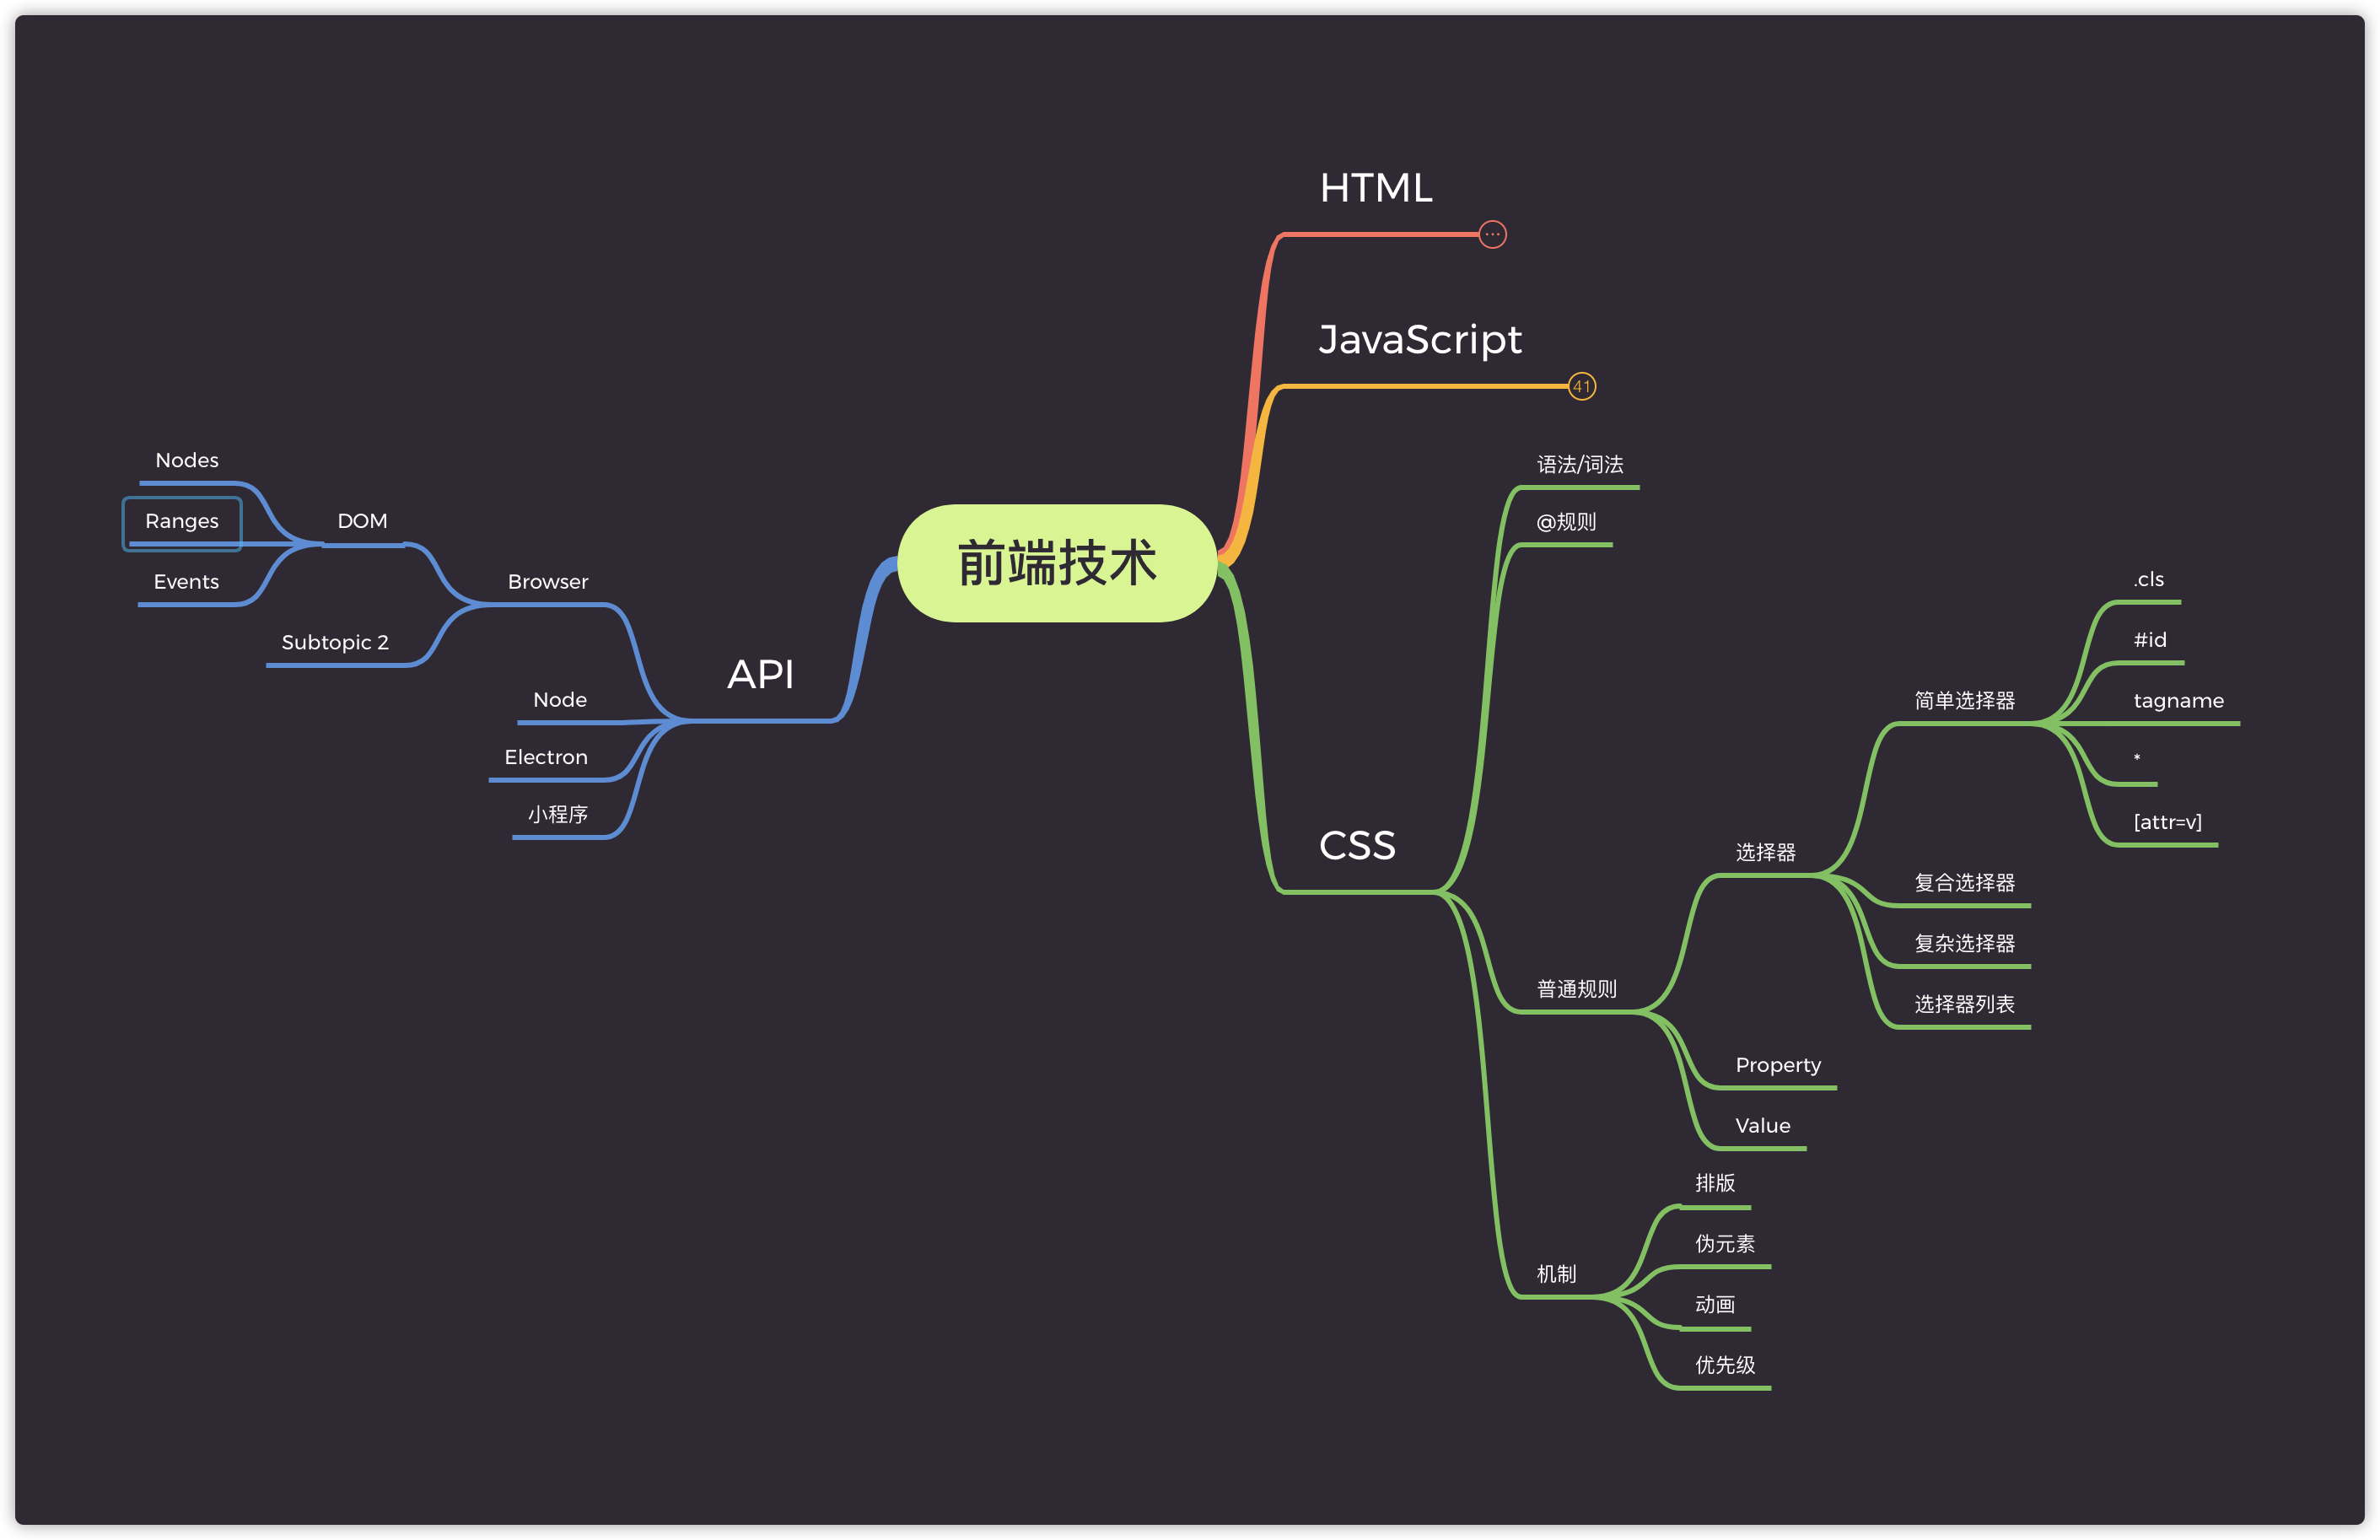 前端技术
HTML
...
JavaScript
41
CSS
语法/词法
@规则
普通规则
选择器
简单选择器
.cls
#id
tagname
*
[attr=v]
复合选择器
复杂选择器
选择器列表
Property
Value
机制
排版
伪元素
动画
优先级
API
Browser
DOM
Nodes
Ranges
Events
Subtopic 2
Node
Electron
小程序